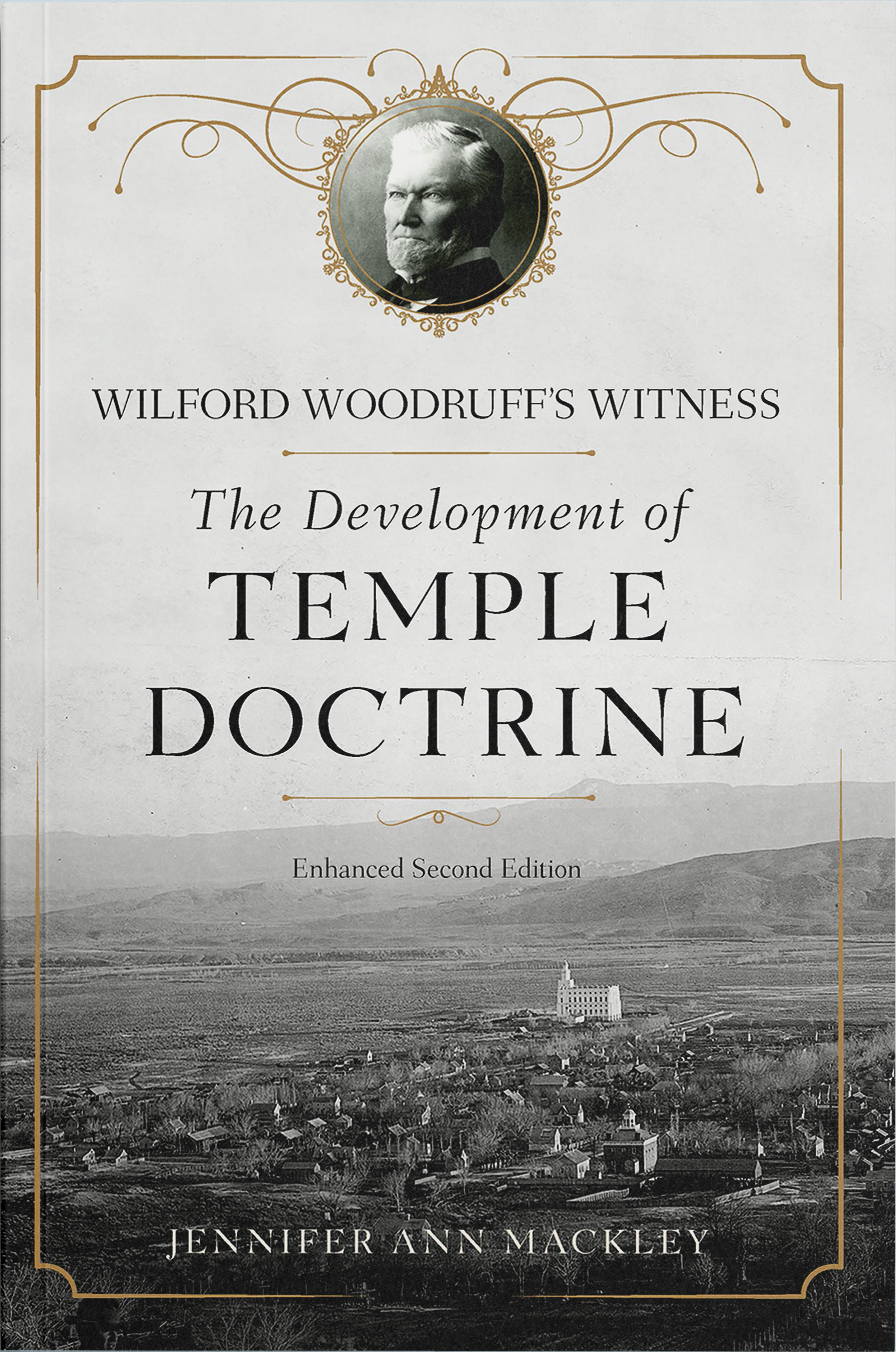 WILFORD WOODRUFF’S WITNESS
The Development of
TEMPLE
DOCTRINE
Enhanced Second Edition
JENNIFER ANN MACKLEY